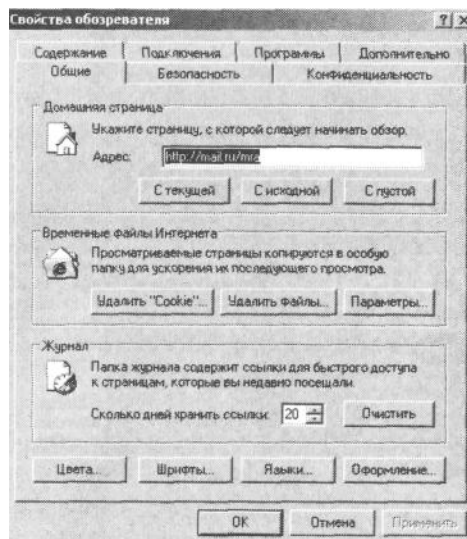 Свойства обозревателя
Содержание Подключения Программы Дополнительно
Общие Безопасность Конфиденциальность
Домашняя страница
Укажите страницу, с которой следует начинать обзор.
Адрес: http://mail.ru/mra
С текущей С исходной С пустой
Временные файлы Интернета
Просматриваемые страницы копируются в особую
папку для ускорения их последующего просмотра.
Удалить "Cookie"... Удалить файлы... Параметры...
Журнал
Папка журнала содержит ссылки для быстрого доступа
к страницам, которые вы недавно посещали.
Сколько дней хранить ссылки: 20 Очистить
Цвета... Шрифты... Языки... Оформление...
OK Отмена Применить